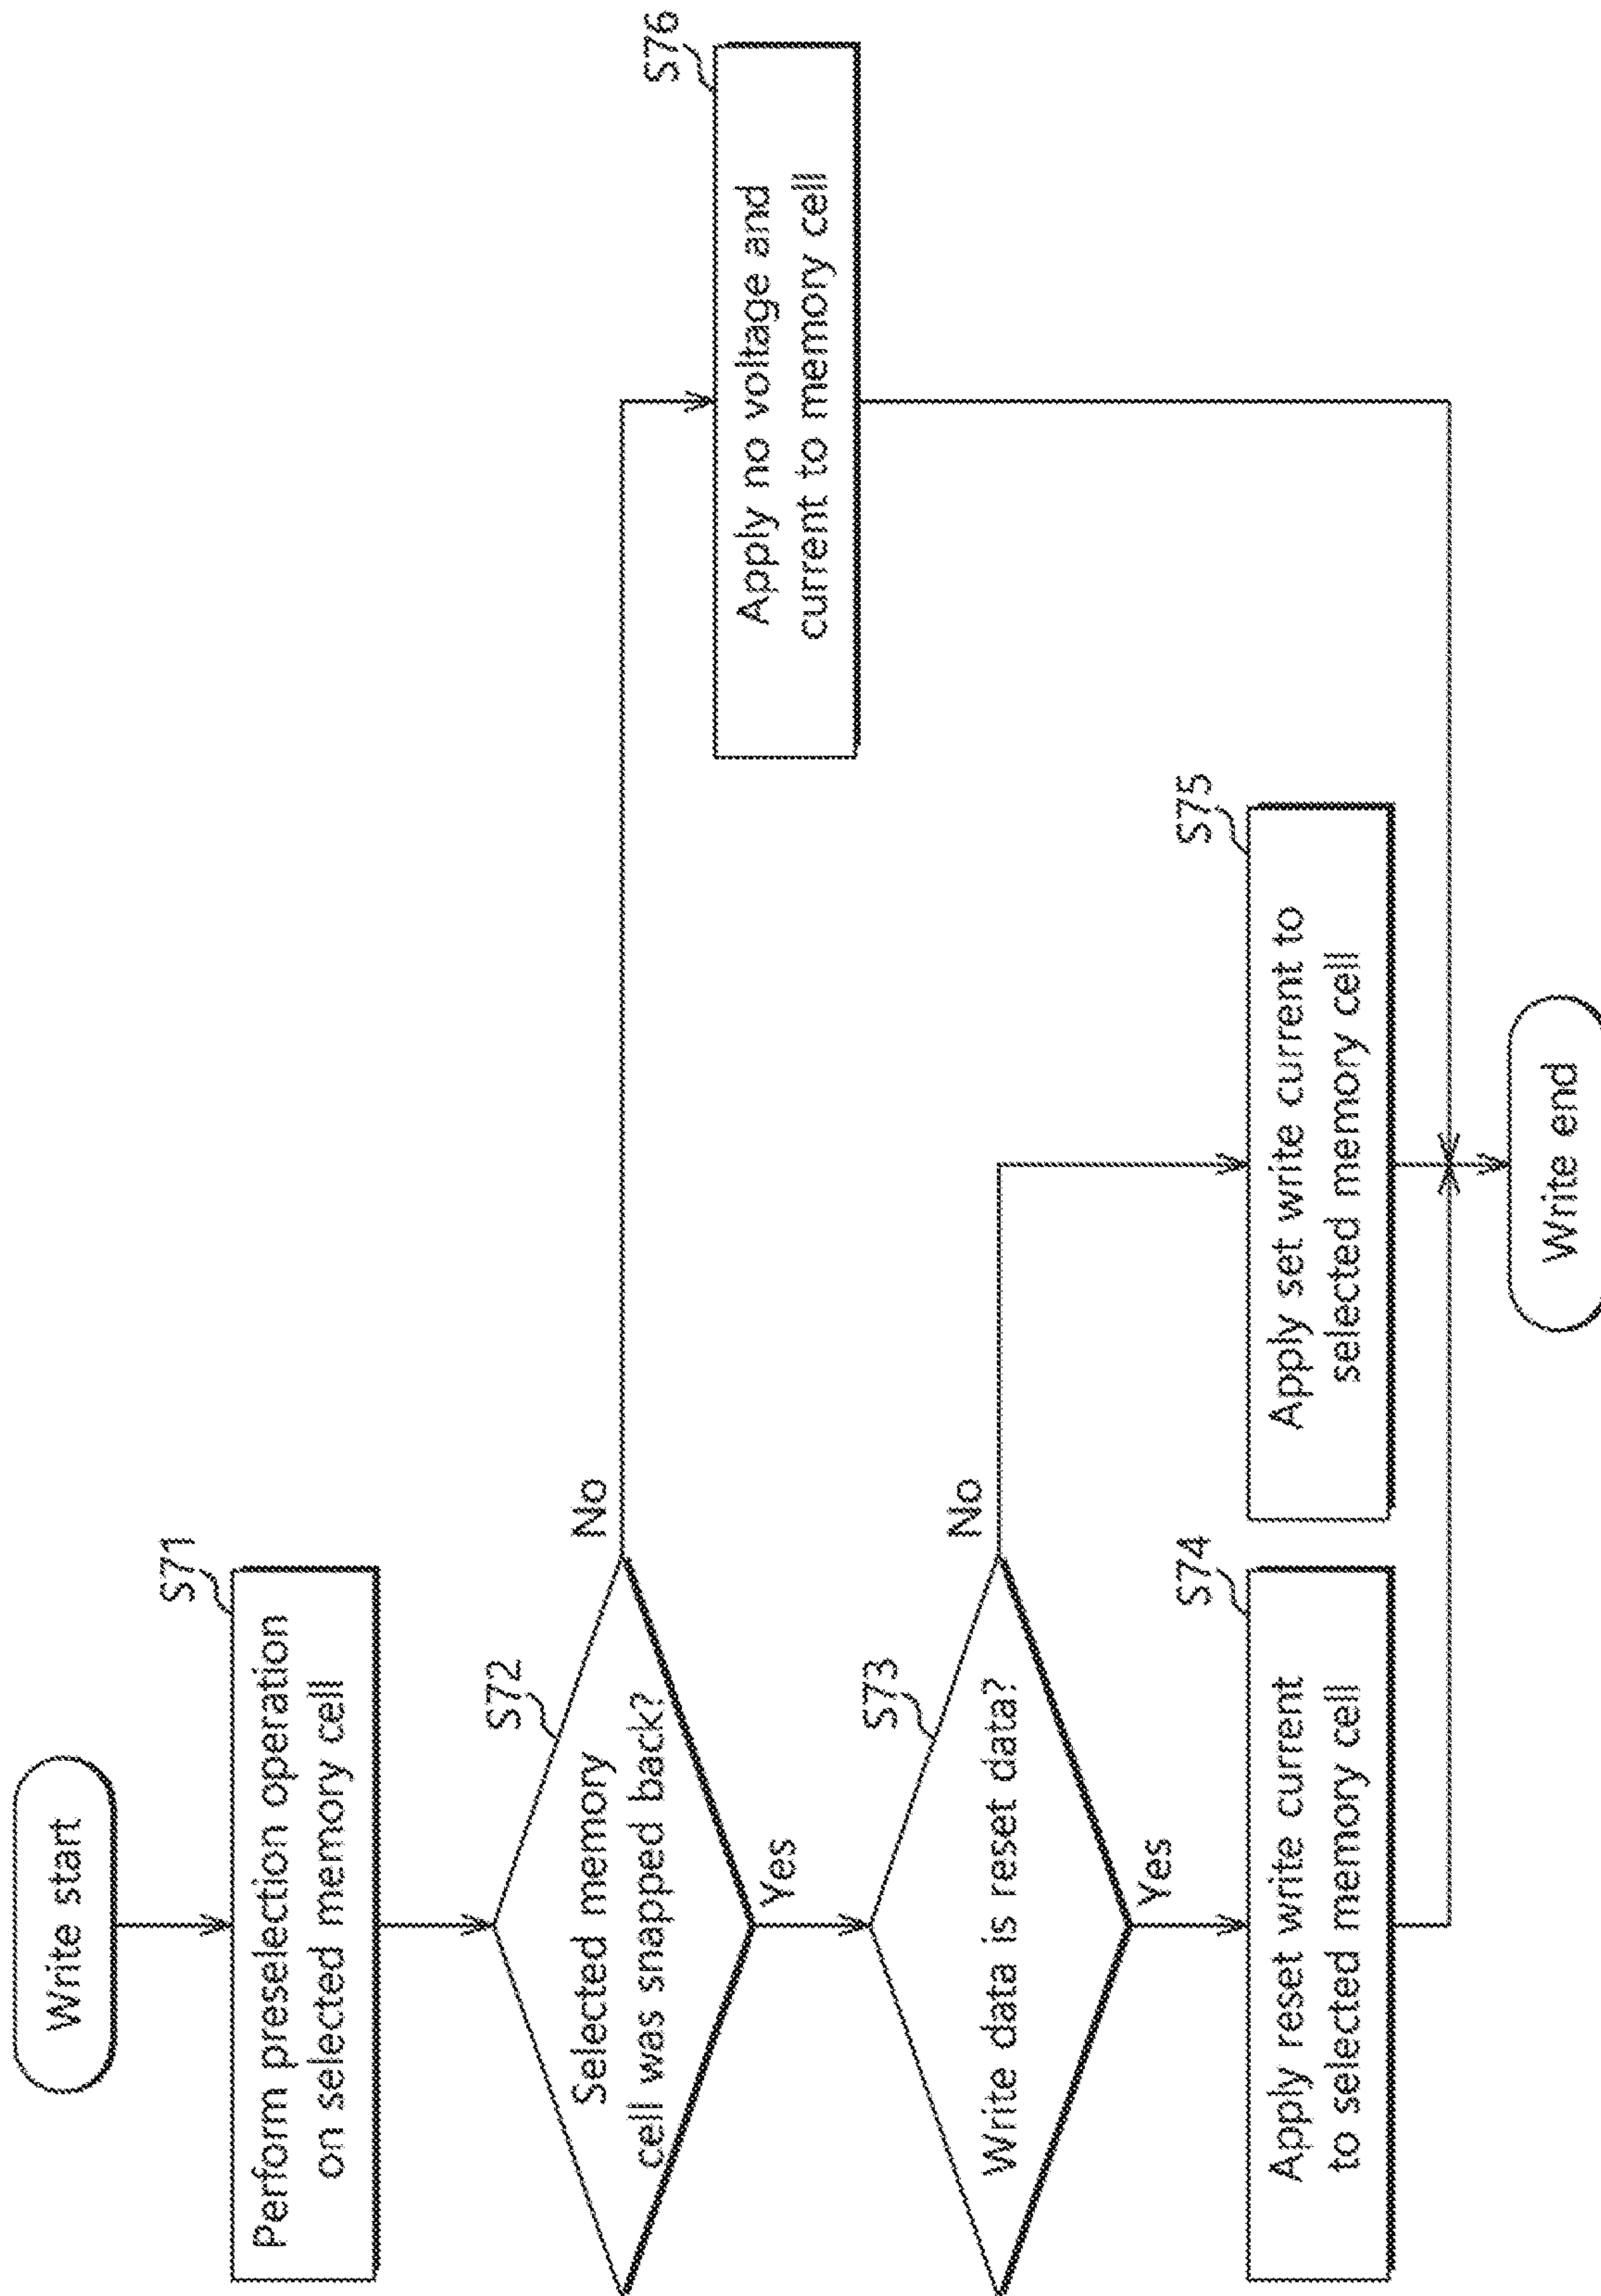 Write start
S71
Perform preselection operation
on selected memory cell
S72
Selected memory
cell was snapped back?
No
Yes
S76
Apply no voltage and
current to memory cell
S73
Write data is reset data?
No
Yes
S74
Apply reset write current
to selected memory cell
S75
Apply set write current to
selected memory cell
Write end